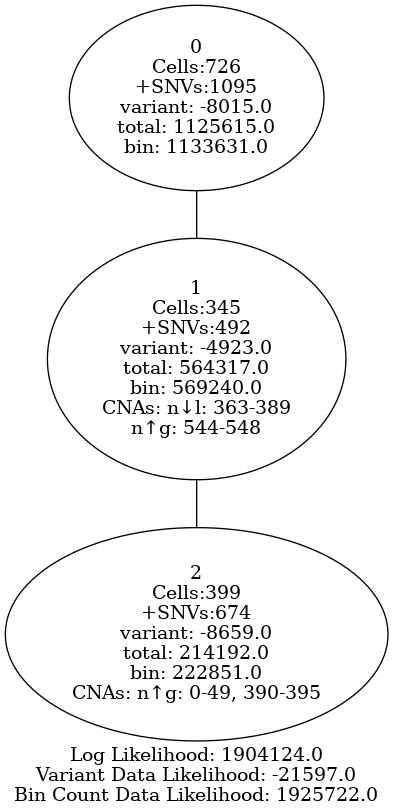 0
Cells:726
+SNVs:1095
variant: -8015.0
total: 1125615.0
bin: 1133631.0
1
Cells:345
+SNVs:492
variant: -4923.0
total: 564317.0
bin: 569240.0
CNAs: n↓l: 363-389
n↑g: 544-548
2
Cells:399
+SNVs:674
variant: -8659.0
total: 214192.0
bin: 222851.0
CNAs: n↑g: 0-49, 390-395
Log Likelihood: 1904124.0
Variant Data Likelihood: -21597.0
Bin Count Data Likelihood: 1925722.0